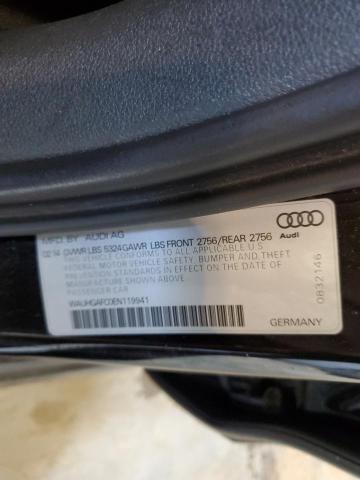 MFD. BY AUDI AG
02 14 GVWR LBS 5324 GAWR LBS FRONT 2756/REAR 2756
THIS VEHICLE CONFORMS TO ALL APPLICABLE U.S.
FEDERAL MOTOR VEHICLE SAFETY, BUMPER AND THEFT
PREVENTION STANDARDS IN EFFECT ON THE DATE OF
MANUFACTURE SHOWN ABOVE.
PASSENGER CAR
WAUHGAFC0EN119941
Audi
0832146
GERMANY